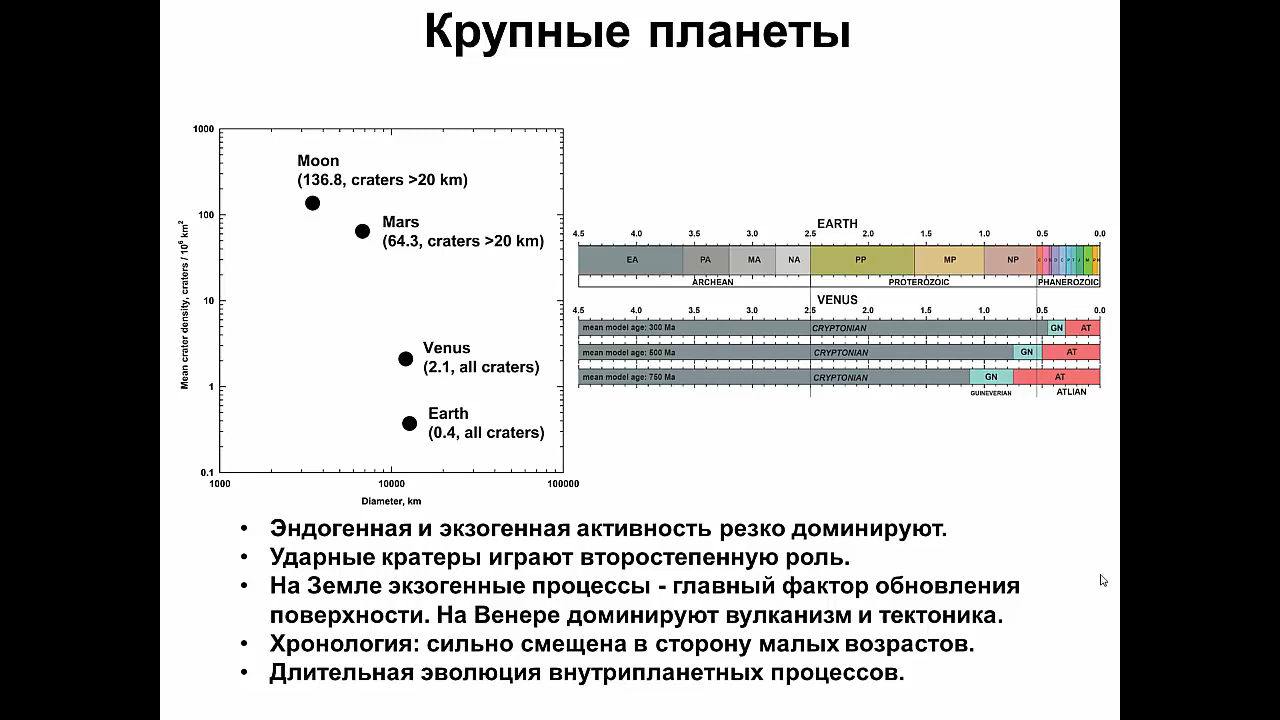 Крупные планеты
1000
100
10
1
0.1
Mean crater density, craters / 10⁶ km²
Moon
(136.8, craters >20 km)
Mars
(64.3, craters >20 km)
Venus
(2.1, all craters)
Earth
(0.4, all craters)
1000 10000 100000
Diameter, km
EARTH
4.5 4.0 3.5 3.0 2.5 2.0 1.5 1.0 0.5 0.0
EA PA MA NA PP MP NP
ARCHEAN PROTEROZOIC PHANEROZOIC
VENUS
4.5 4.0 3.5 3.0 2.5 2.0 1.5 1.0 0.5 0.0
mean model age: 300 Ma CRYPTONIAN GN AT
mean model age: 500 Ma CRYPTONIAN GN AT
mean model age: 750 Ma CRYPTONIAN GN AT
GUINEVERIAN ATLIAN
• Эндогенная и экзогенная активность резко доминируют.
• Ударные кратеры играют второстепенную роль.
• На Земле экзогенные процессы - главный фактор обновления
поверхности. На Венере доминируют вулканизм и тектоника.
• Хронология: сильно смещена в сторону малых возрастов.
• Длительная эволюция внутрипланетных процессов.